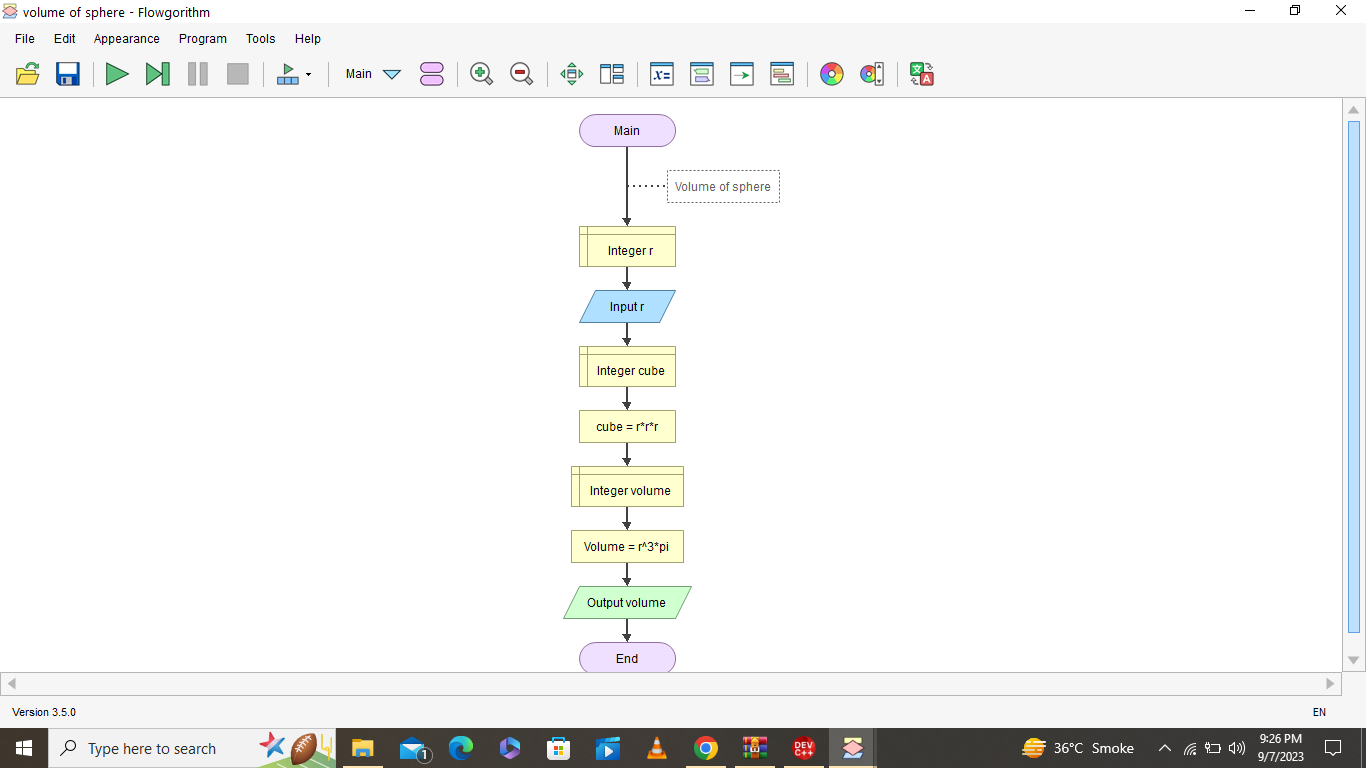 volume of sphere - Flowgorithm
File Edit Appearance Program Tools Help
Main
x=
文 A
Main
Volume of sphere
Integer r
Input r
Integer cube
cube = r*r*r
Integer volume
Volume = r^3*pi
Output volume
End
Version 3.5.0
EN
Type here to search
1
DEV
C++
36°C Smoke
9:26 PM
9/7/2023